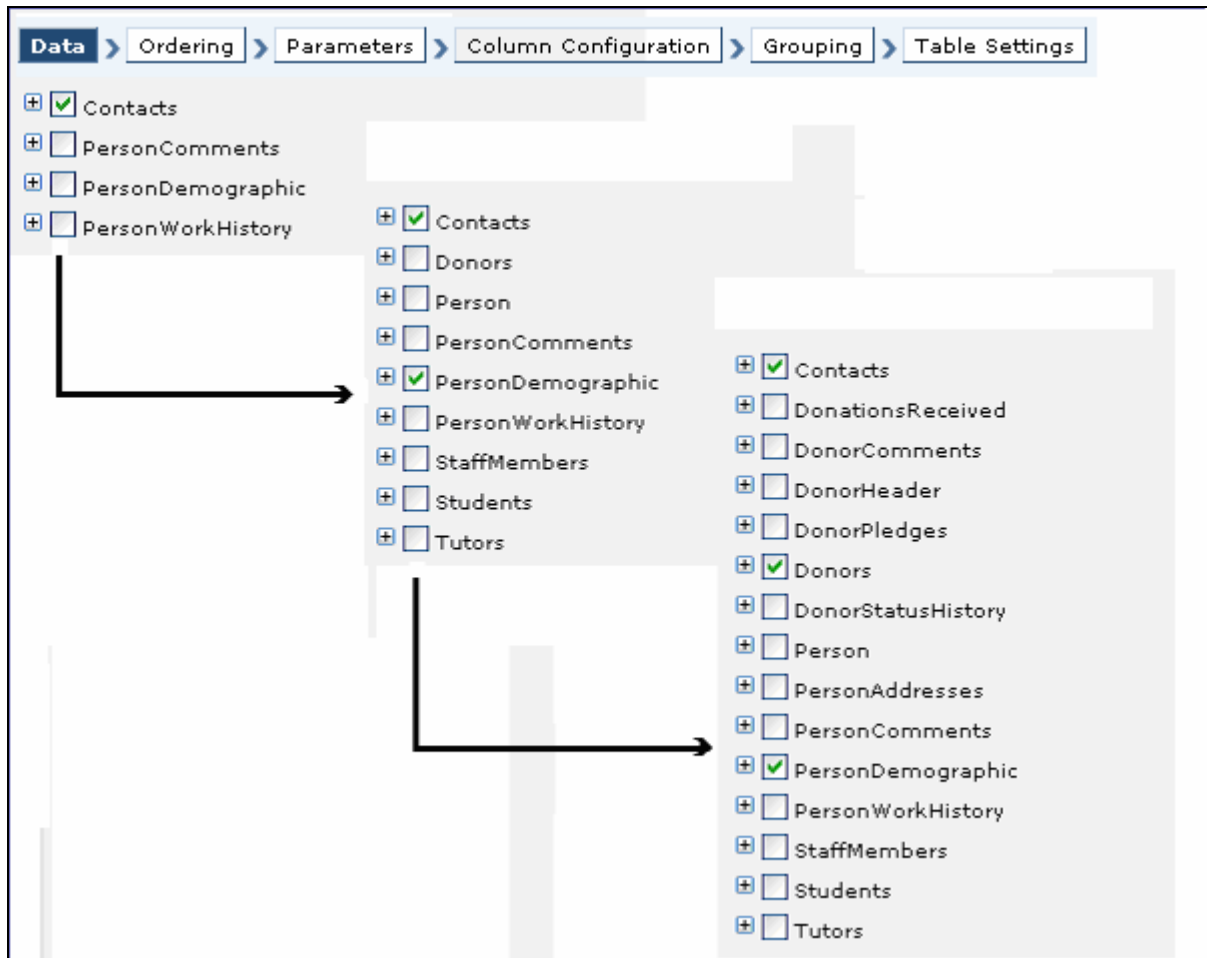 Data Ordering Parameters Column Configuration Grouping Table Settings
Contacts
PersonComments
PersonDemographic
PersonWorkHistory
Contacts
Donors
Person
PersonComments
PersonDemographic
PersonWorkHistory
StaffMembers
Students
Tutors
Contacts
DonationsReceived
DonorComments
DonorHeader
DonorPledges
Donors
DonorStatusHistory
Person
PersonAddresses
PersonComments
PersonDemographic
PersonWorkHistory
StaffMembers
Students
Tutors